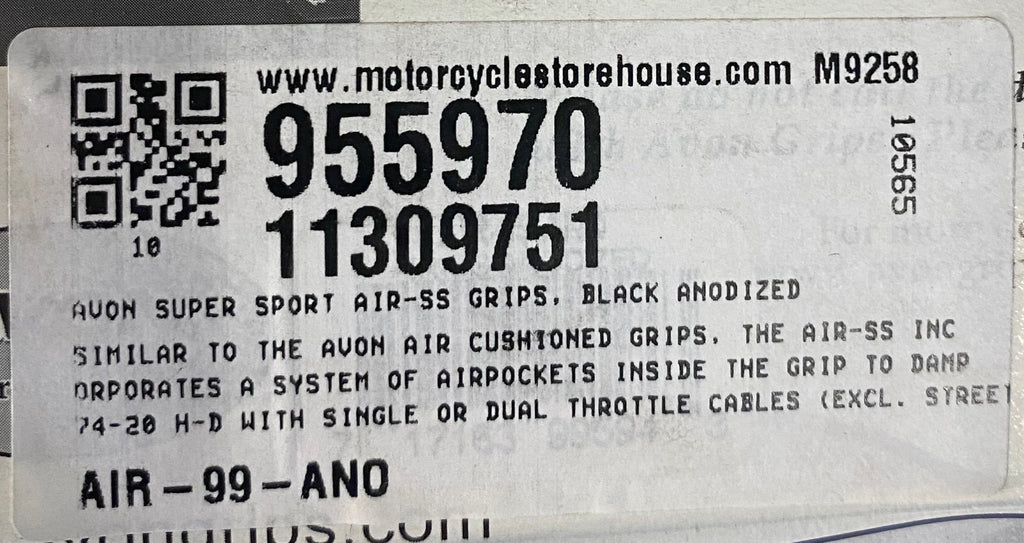 www.motorcyclestorehouse.com M9258
955970
11309751
10565
10
AVON SUPER SPORT AIR-SS GRIPS, BLACK ANODIZED
SIMILAR TO THE AVON AIR CUSHIONED GRIPS, THE AIR-SS INC
ORPORATES A SYSTEM OF AIRPOCKETS INSIDE THE GRIP TO DAMP
74-20 H-D WITH SINGLE OR DUAL THROTTLE CABLES (EXCL. STREET
AIR-99-ANO